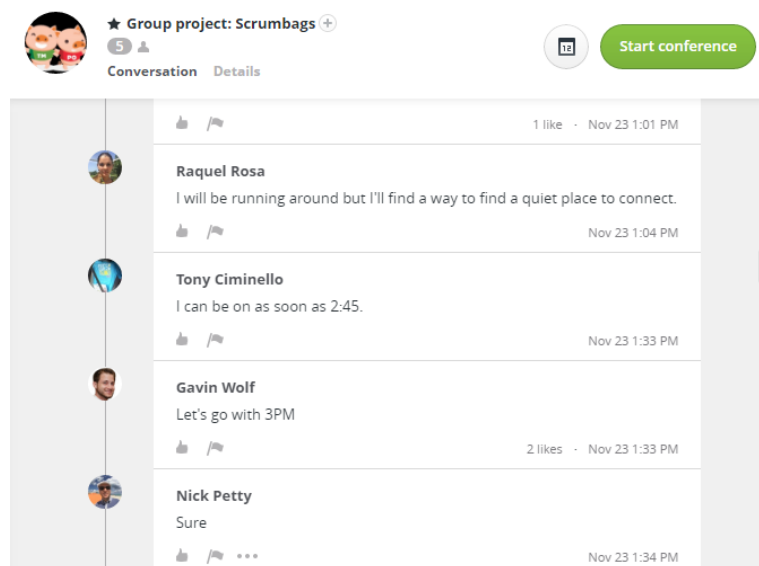 ★ Group project: Scrumbags +
5
Conversation Details
12
Start conference
1 like · Nov 23 1:01 PM
Raquel Rosa
I will be running around but I'll find a way to find a quiet place to connect.
Nov 23 1:04 PM
Tony Ciminello
I can be on as soon as 2:45.
Nov 23 1:33 PM
Gavin Wolf
Let's go with 3PM
2 likes · Nov 23 1:33 PM
Nick Petty
Sure
Nov 23 1:34 PM